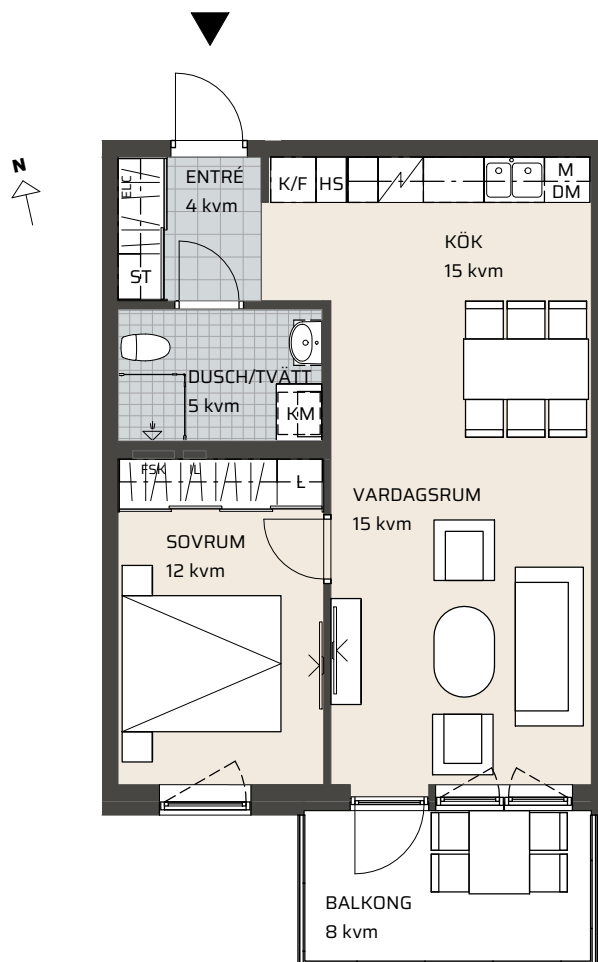 N
ELC
ENTRÉ
4 kvm
K/F
HS
M
DM
ST
KÖK
15 kvm
DUSCH/TVÄTT
5 kvm
KM
FSK
IL
L
VARDAGSRUM
15 kvm
SOVRUM
12 kvm
BALKONG
8 kvm